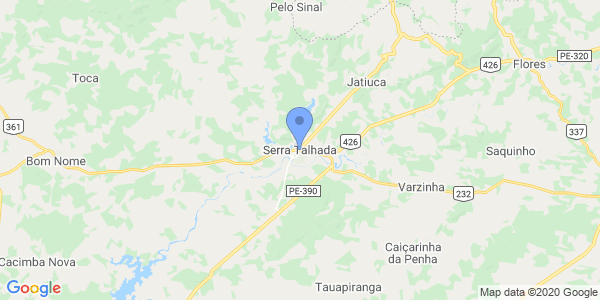 Pelo Sinal
PE-320
426
Flores
Toca
Jatiuca
361
337
426
Serra Talhada
Saquinho
Bom Nome
PE-390
Varzinha
232
Caiçarinha
da Penha
Cacimba Nova
Tauapiranga
Google
Map data ©2020 Google